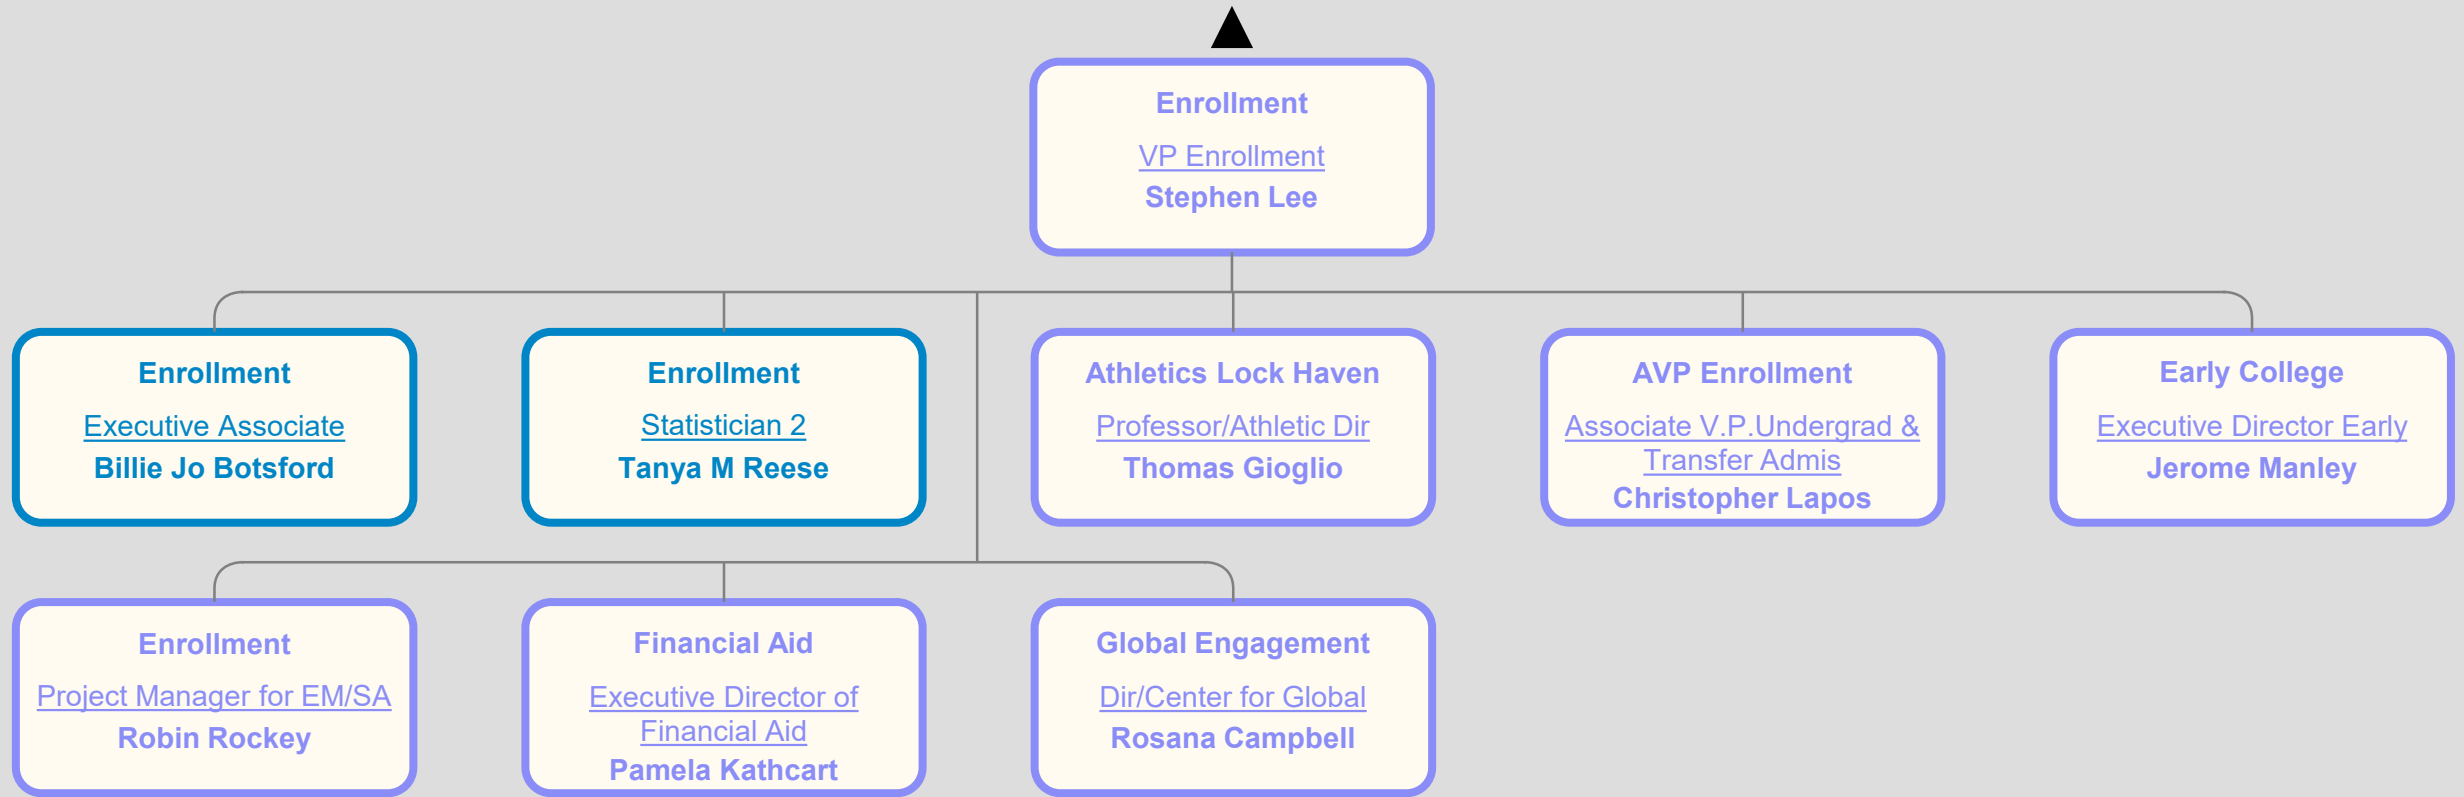 Enrollment
VP Enrollment
Stephen Lee
Enrollment
Executive Associate
Billie Jo Botsford
Enrollment
Statistician 2
Tanya M Reese
Athletics Lock Haven
Professor/Athletic Dir
Thomas Gioglio
AVP Enrollment
Associate V.P.Undergrad &
Transfer Admis
Christopher Lapos
Early College
Executive Director Early
Jerome Manley
Enrollment
Project Manager for EM/SA
Robin Rockey
Financial Aid
Executive Director of
Financial Aid
Pamela Kathcart
Global Engagement
Dir/Center for Global
Rosana Campbell